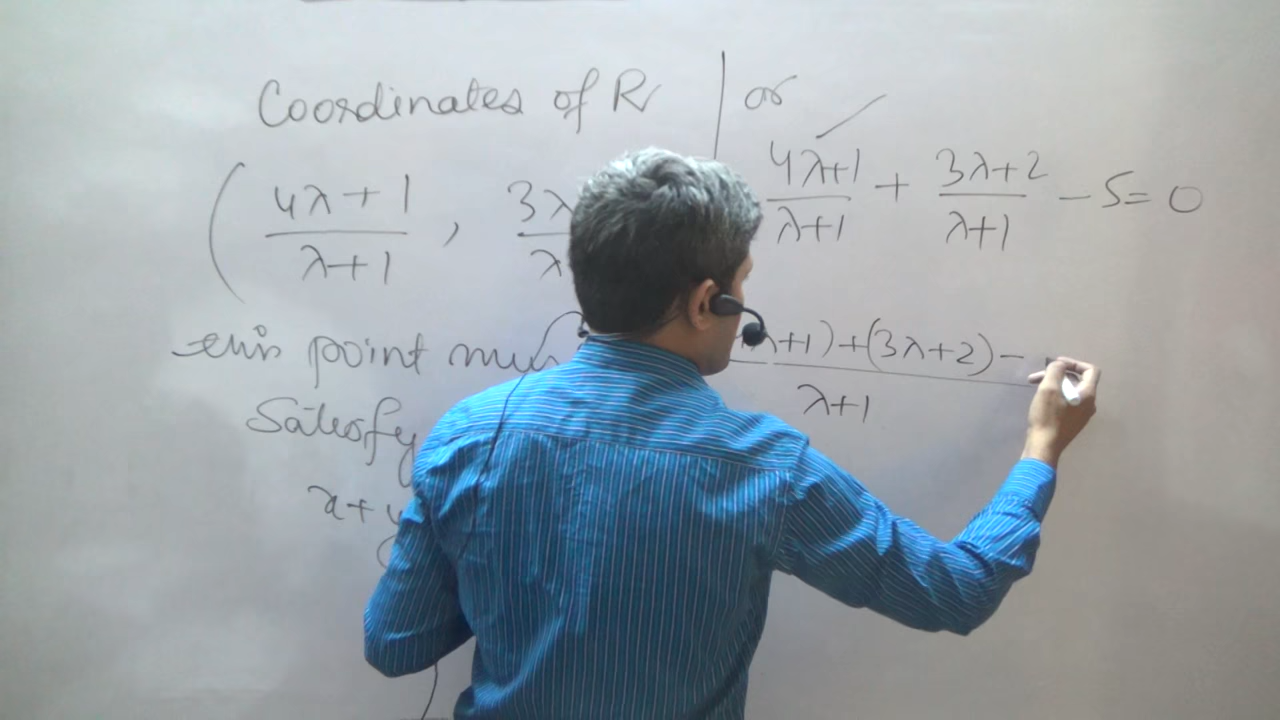 Coordinates of R
( 4λ+1 / λ+1 , 3λ / λ
this point
Satisfy
x+y
or
4λ+1 / λ+1 + 3λ+2 / λ+1 - 5 = 0
λ+1) + (3λ+2) - / λ+1